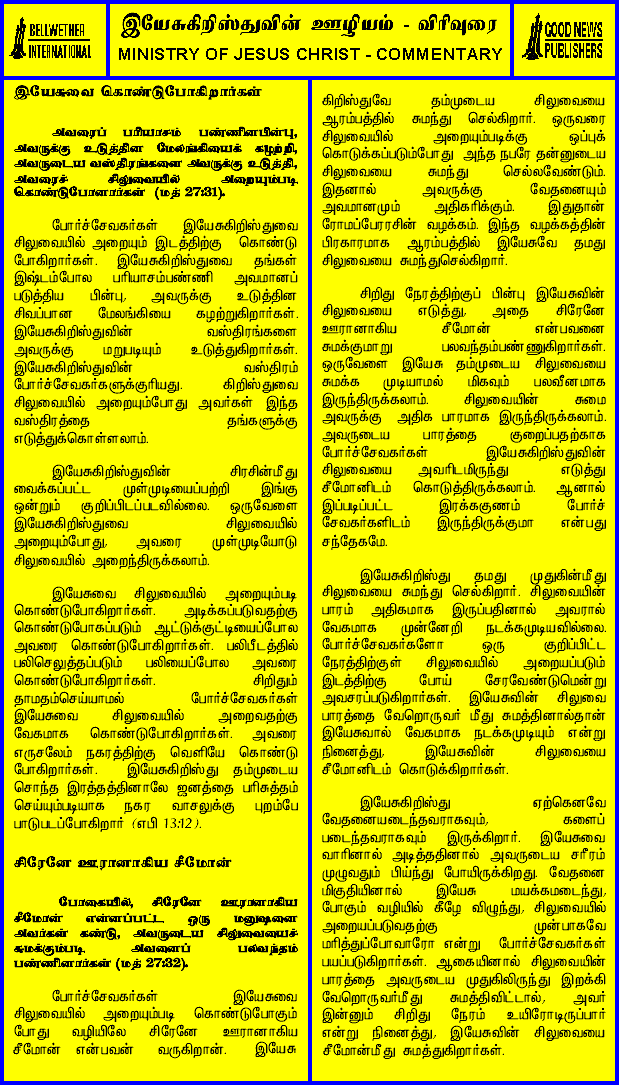 BELLWETHER
INTERNATIONAL
இயேசுகிறிஸ்துவின் ஊழியம் - விரிவுரை
MINISTRY OF JESUS CHRIST - COMMENTARY
GOOD NEWS
PUBLISHERS
இயேசுவை கொண்டுபோகிறார்கள்
அவரைப் பரியாசம் பண்ணினபின்பு,
அவருக்கு உடுத்தின மேலங்கியைக் கழற்றி,
அவருடைய வஸ்திரங்களை அவருக்கு உடுத்தி,
அவரைச் சிலுவையில் அறையும்படி
கொண்டுபோனார்கள் (மத் 27:31).
போர்ச்சேவகர்கள் இயேசுகிறிஸ்துவை
சிலுவையில் அறையும் இடத்திற்கு கொண்டு
போகிறார்கள். இயேசுகிறிஸ்துவை தங்கள்
இஷ்டம்போல பரியாசம்பண்ணி அவமானப்
படுத்திய பின்பு, அவருக்கு உடுத்தின
சிவப்பான மேலங்கியை கழற்றுகிறார்கள்.
இயேசுகிறிஸ்துவின் வஸ்திரங்களை
அவருக்கு மறுபடியும் உடுத்துகிறார்கள்.
இயேசுகிறிஸ்துவின் வஸ்திரம்
போர்ச்சேவகர்களுக்குரியது. கிறிஸ்துவை
சிலுவையில் அறையும்போது அவர்கள் இந்த
வஸ்திரத்தை தங்களுக்கு
எடுத்துக்கொள்ளலாம்.
இயேசுகிறிஸ்துவின் சிரசின்மீது
வைக்கப்பட்ட முள்முடியைப்பற்றி இங்கு
ஒன்றும் குறிப்பிடப்படவில்லை. ஒருவேளை
இயேசுகிறிஸ்துவை சிலுவையில்
அறையும்போது, அவரை முள்முடியோடு
சிலுவையில் அறைந்திருக்கலாம்.
இயேசுவை சிலுவையில் அறையும்படி
கொண்டுபோகிறார்கள். அடிக்கப்படுவதற்கு
கொண்டுபோகப்படும் ஆட்டுக்குட்டியைப்போல
அவரை கொண்டுபோகிறார்கள். பலிபீடத்தில்
பலிசெலுத்தப்படும் பலியைப்போல அவரை
கொண்டுபோகிறார்கள். சிறிதும்
தாமதம்செய்யாமல் போர்ச்சேவகர்கள்
இயேசுவை சிலுவையில் அறைவதற்கு
வேகமாக கொண்டுபோகிறார்கள். அவரை
எருசலேம் நகரத்திற்கு வெளியே கொண்டு
போகிறார்கள். இயேசுகிறிஸ்து தம்முடைய
சொந்த இரத்தத்தினாலே ஜனத்தை பரிசுத்தம்
செய்யும்படியாக நகர வாசலுக்கு புறம்பே
பாடுபடப்போகிறார் (எபி 13:12).
சிரேனே ஊரானாகிய சீமோன்
போகையில், சிரேனே ஊரானாகிய
சீமோன் என்னப்பட்ட ஒரு மனுஷனை
அவர்கள் கண்டு, அவருடைய சிலுவையைச்
சுமக்கும்படி அவனைப் பலவந்தம்
பண்ணினார்கள் (மத் 27:32).
போர்ச்சேவகர்கள் இயேசுவை
சிலுவையில் அறையும்படி கொண்டுபோகும்
போது வழியிலே சிரேனே ஊரானாகிய
சீமோன் என்பவன் வருகிறான். இயேசு
கிறிஸ்துவே தம்முடைய சிலுவையை
ஆரம்பத்தில் சுமந்து செல்கிறார். ஒருவரை
சிலுவையில் அறையும்படிக்கு ஒப்புக்
கொடுக்கப்படும்போது அந்த நபரே தன்னுடைய
சிலுவையை சுமந்து செல்லவேண்டும்.
இதனால் அவருக்கு வேதனையும்
அவமானமும் அதிகரிக்கும். இதுதான்
ரோமப்பேரரசின் வழக்கம். இந்த வழக்கத்தின்
பிரகாரமாக ஆரம்பத்தில் இயேசுவே தமது
சிலுவையை சுமந்துசெல்கிறார்.
சிறிது நேரத்திற்குப் பின்பு இயேசுவின்
சிலுவையை எடுத்து, அதை சிரேனே
ஊரானாகிய சீமோன் என்பவனை
சுமக்குமாறு பலவந்தம்பண்ணுகிறார்கள்.
ஒருவேளை இயேசு தம்முடைய சிலுவையை
சுமக்க முடியாமல் மிகவும் பலவீனமாக
இருந்திருக்கலாம். சிலுவையின் சுமை
அவருக்கு அதிக பாரமாக இருந்திருக்கலாம்.
அவருடைய பாரத்தை குறைப்பதற்காக
போர்ச்சேவகர்கள் இயேசுகிறிஸ்துவின்
சிலுவையை அவரிடமிருந்து எடுத்து
சீமோனிடம் கொடுத்திருக்கலாம். ஆனால்
இப்படிப்பட்ட இரக்ககுணம் போர்ச்
சேவகர்களிடம் இருந்திருக்குமா என்பது
சந்தேகமே.
இயேசுகிறிஸ்து தமது முதுகின்மீது
சிலுவையை சுமந்து செல்கிறார். சிலுவையின்
பாரம் அதிகமாக இருப்பதினால் அவரால்
வேகமாக முன்னேறி நடக்கமுடியவில்லை.
போர்ச்சேவகர்களோ ஒரு குறிப்பிட்ட
நேரத்திற்குள் சிலுவையில் அறையப்படும்
இடத்திற்கு போய் சேரவேண்டுமென்று
அவசரப்படுகிறார்கள். இயேசுவின் சிலுவை
பாரத்தை வேறொருவர் மீது சுமத்தினால்தான்
இயேசுவால் வேகமாக நடக்கமுடியும் என்று
நினைத்து, இயேசுவின் சிலுவையை
சீமோனிடம் கொடுக்கிறார்கள்.
இயேசுகிறிஸ்து ஏற்கெனவே
வேதனையடைந்தவராகவும், களைப்
படைந்தவராகவும் இருக்கிறார். இயேசுவை
வாரினால் அடித்ததினால் அவருடைய சரீரம்
முழுவதும் பிய்ந்து போயிருக்கிறது. வேதனை
மிகுதியினால் இயேசு மயக்கமடைந்து,
போகும் வழியில் கீழே விழுந்து, சிலுவையில்
அறையப்படுவதற்கு முன்பாகவே
மரித்துப்போவாரோ என்று போர்ச்சேவகர்கள்
பயப்படுகிறார்கள். ஆகையினால் சிலுவையின்
பாரத்தை அவருடைய முதுகிலிருந்து இறக்கி
வேறொருவர்மீது சுமத்திவிட்டால், அவர்
இன்னும் சிறிது நேரம் உயிரோடிருப்பார்
என்று நினைத்து, இயேசுவின் சிலுவையை
சீமோன்மீது சுமத்துகிறார்கள்.